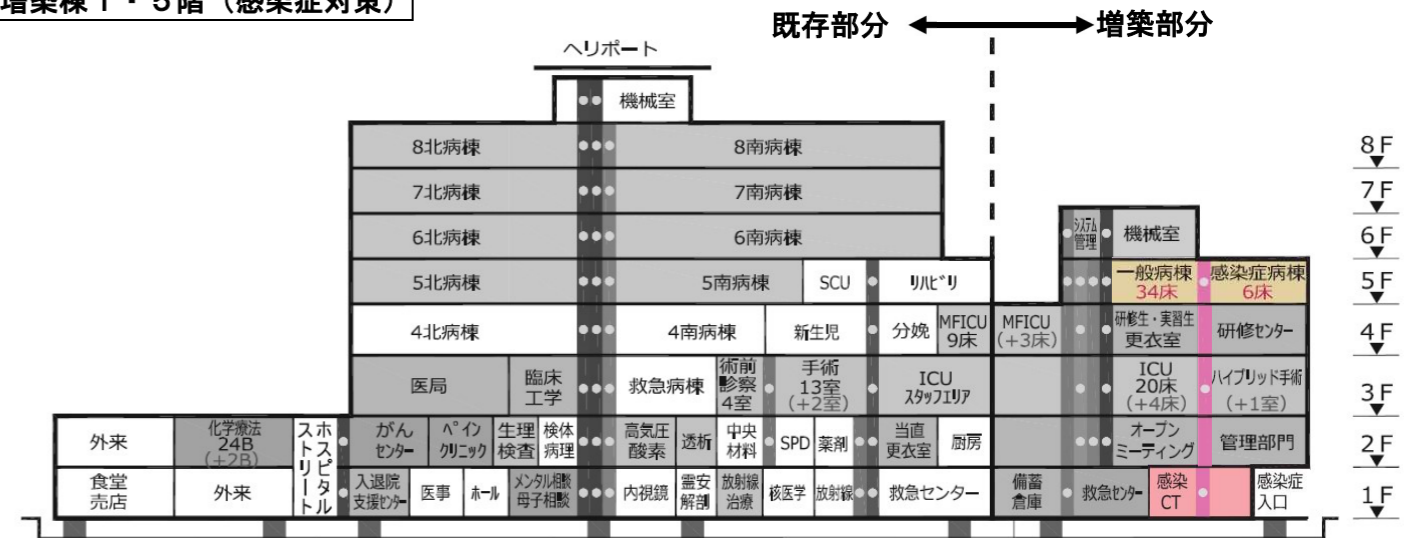 増築棟1・5階（感染症対策）
既存部分
増築部分
ヘリポート
機械室
8北病棟
8南病棟
8F
7北病棟
7南病棟
7F
6北病棟
6南病棟
システム
管理
機械室
6F
5北病棟
5南病棟
SCU
リハビリ
一般病棟
34床
感染症病棟
6床
5F
4北病棟
4南病棟
新生児
分娩
MFICU
9床
MFICU
(+3床)
研修生・実習生
更衣室
研修センター
4F
医局
臨床
工学
救急病棟
術前
診察
4室
手術
13室
(+2室)
ICU
スタッフエリア
ICU
20床
(+4床)
ハイブリッド手術
(+1室)
3F
外来
化学療法
24B
(+2B)
ホスピタル
ストリート
がん
センター
ペイン
クリニック
生理
検査
検体
病理
高気圧
酸素
透析
中央
材料
SPD
薬剤
当直
更衣室
厨房
オープン
ミーティング
管理部門
2F
食堂
売店
外来
入退院
支援センター
医事
ホール
メンタル相談
母子相談
内視鏡
霊安
解剖
放射線
治療
核医学
放射線
救急センター
備蓄
倉庫
救急センター
感染
CT
感染症
入口
1F